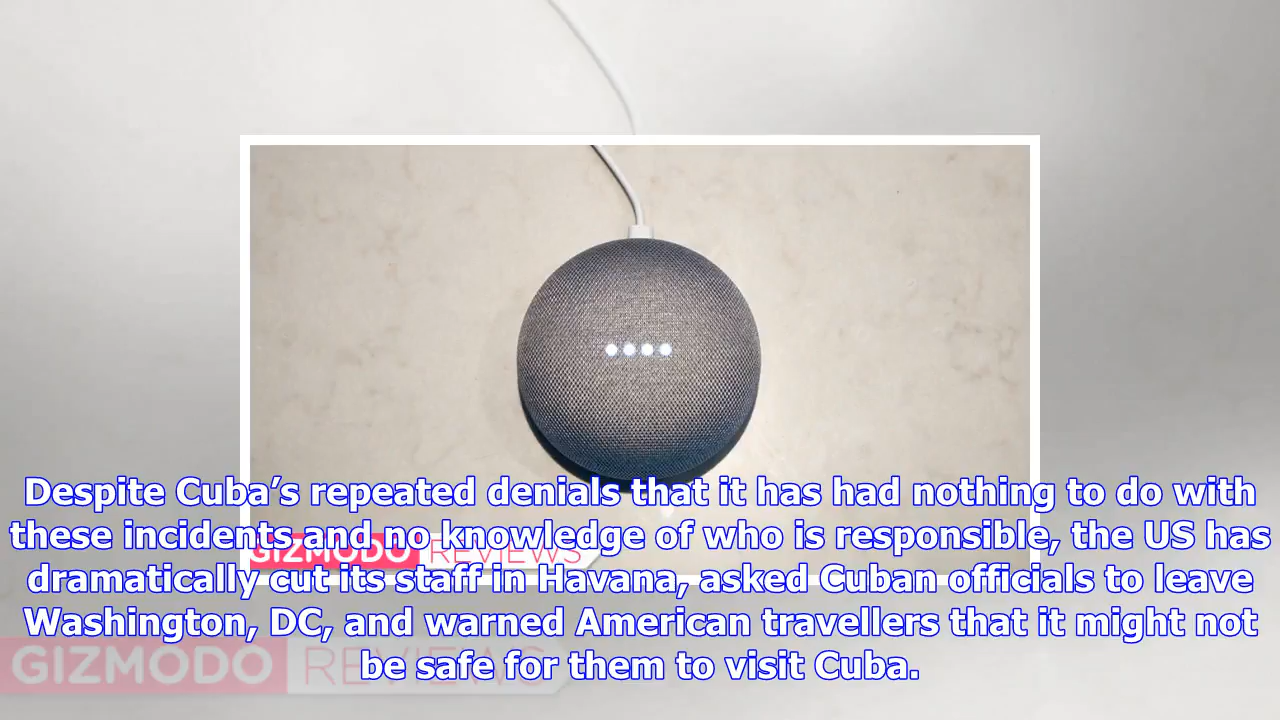 Despite Cuba’s repeated denials that it has had nothing to do with
these incidents and no knowledge of who is responsible, the US has
dramatically cut its staff in Havana, asked Cuban officials to leave
Washington, DC, and warned American travellers that it might not
be safe for them to visit Cuba.
GIZMODO REVIEWS
GIZMODO REVIEWS